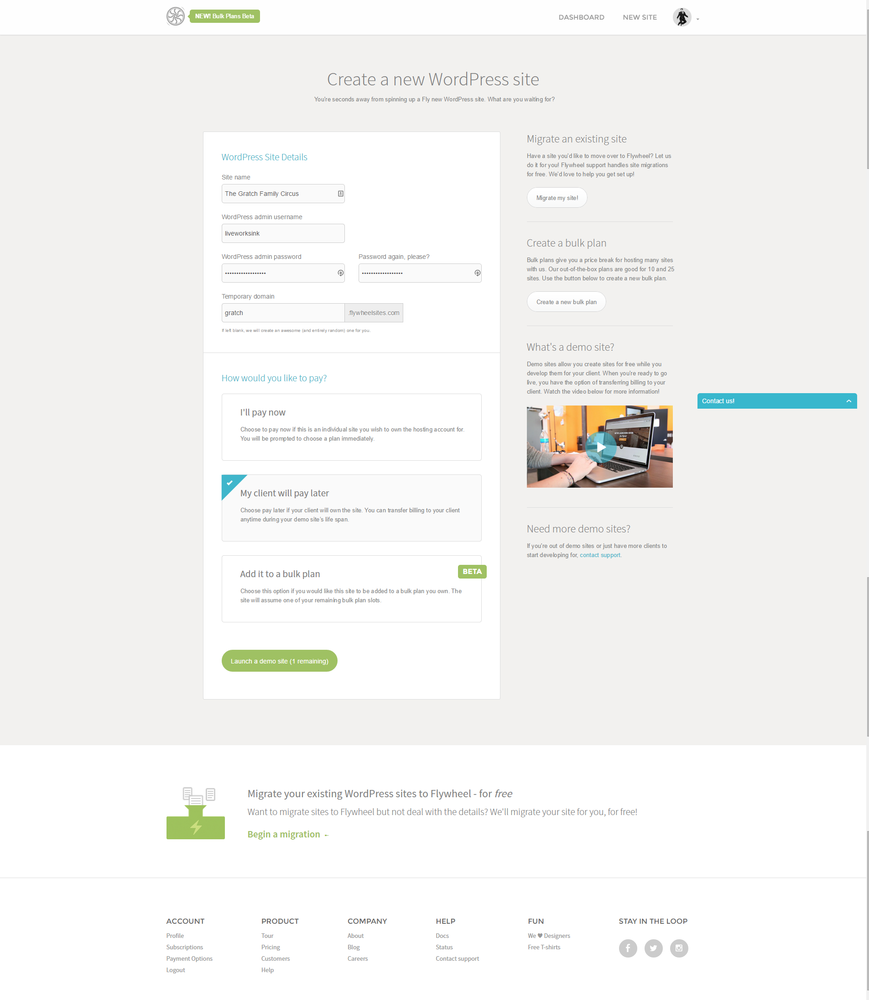 NEW! Bulk Plans Beta
DASHBOARD
NEW SITE
Create a new WordPress site
You're seconds away from spinning up a Fly new WordPress site. What are you waiting for?
WordPress Site Details
Site name
The Gratch Family Circus
WordPress admin username
liveworksink
WordPress admin password
Password again, please?
••••••••••••••••••
••••••••••••••••••
Temporary domain
gratch
.flywheelsites.com
If left blank, we will create an awesome (and entirely random) one for you.
How would you like to pay?
I'll pay now
Choose to pay now if this is an individual site you wish to own the hosting account for.
You will be prompted to choose a plan immediately.
My client will pay later
Choose pay later if your client will own the site. You can transfer billing to your client
anytime during your demo site's life span.
Add it to a bulk plan
BETA
Choose this option if you would like this site to be added to a bulk plan you own. The
site will assume one of your remaining bulk plan slots.
Launch a demo site (1 remaining)
Migrate an existing site
Have a site you'd like to move over to Flywheel? Let us
do it for you! Flywheel support handles site migrations
for free. We'd love to help you get set up!
Migrate my site!
Create a bulk plan
Bulk plans give you a price break for hosting many sites
with us. Our out-of-the-box plans are good for 10 and 25
sites. Use the button below to create a new bulk plan.
Create a new bulk plan
What's a demo site?
Demo sites allow you create sites for free while you
develop them for your client. When you're ready to go
live, you have the option of transferring billing to your
client. Watch the video below for more information!
Need more demo sites?
If you're out of demo sites or just have more clients to
start developing for, contact support.
Contact us!
Migrate your existing WordPress sites to Flywheel - for free
Want to migrate sites to Flywheel but not deal with the details? We'll migrate your site for you, for free!
Begin a migration
ACCOUNT
Profile
Subscriptions
Payment Options
Logout
PRODUCT
Tour
Pricing
Customers
Help
COMPANY
About
Blog
Careers
HELP
Docs
Status
Contact support
FUN
We ♥ Designers
Free T-shirts
STAY IN THE LOOP